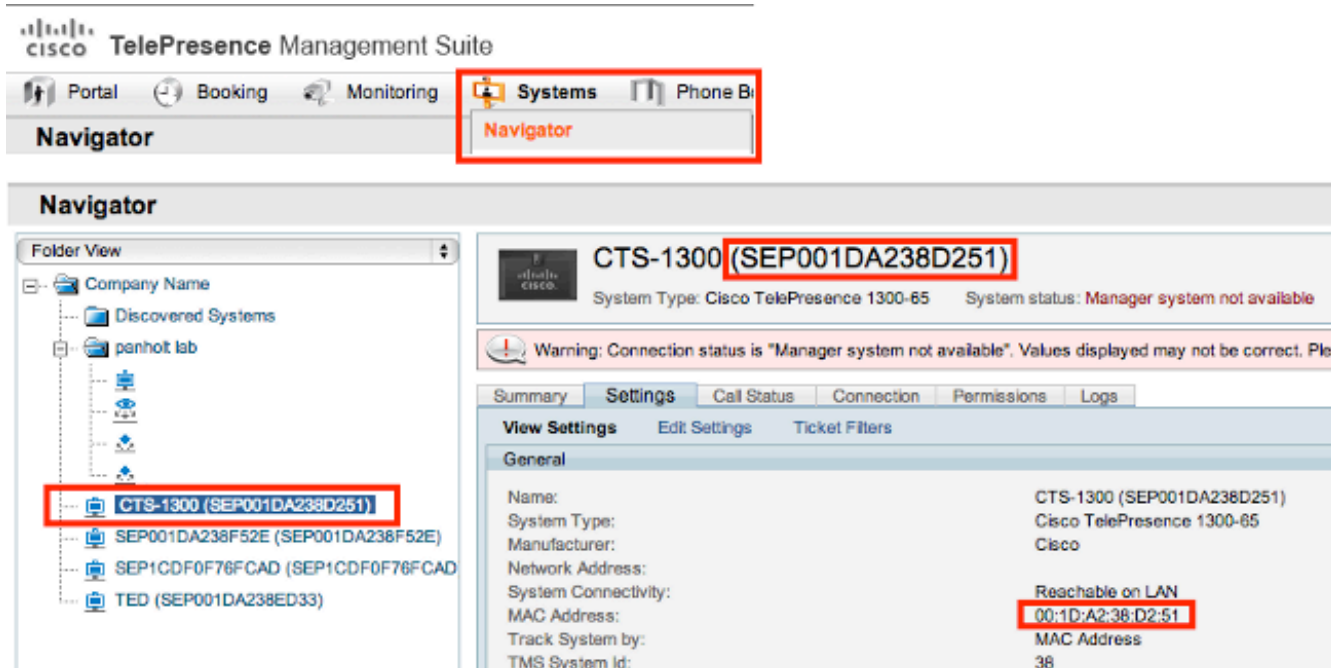 CISCO TelePresence Management Suite
Portal Booking Monitoring Systems Phone B
Navigator
Navigator
Navigator
Folder View
Company Name
Discovered Systems
panholt lab
CTS-1300 (SEP001DA238D251)
SEP001DA238F52E (SEP001DA238F52E)
SEP1CDF0F76FCAD (SEP1CDF0F76FCAD
TED (SEP001DA238ED33)
CISCO
CTS-1300 (SEP001DA238D251)
System Type: Cisco TelePresence 1300-65 System status: Manager system not available
Warning: Connection status is "Manager system not available". Values displayed may not be correct. Ple
Summary Settings Call Status Connection Permissions Logs
View Settings Edit Settings Ticket Filters
General
Name: CTS-1300 (SEP001DA238D251)
System Type: Cisco TelePresence 1300-65
Manufacturer: Cisco
Network Address:
System Connectivity: Reachable on LAN
MAC Address: 00:1D:A2:38:D2:51
Track System by: MAC Address
TMS System Id: 38